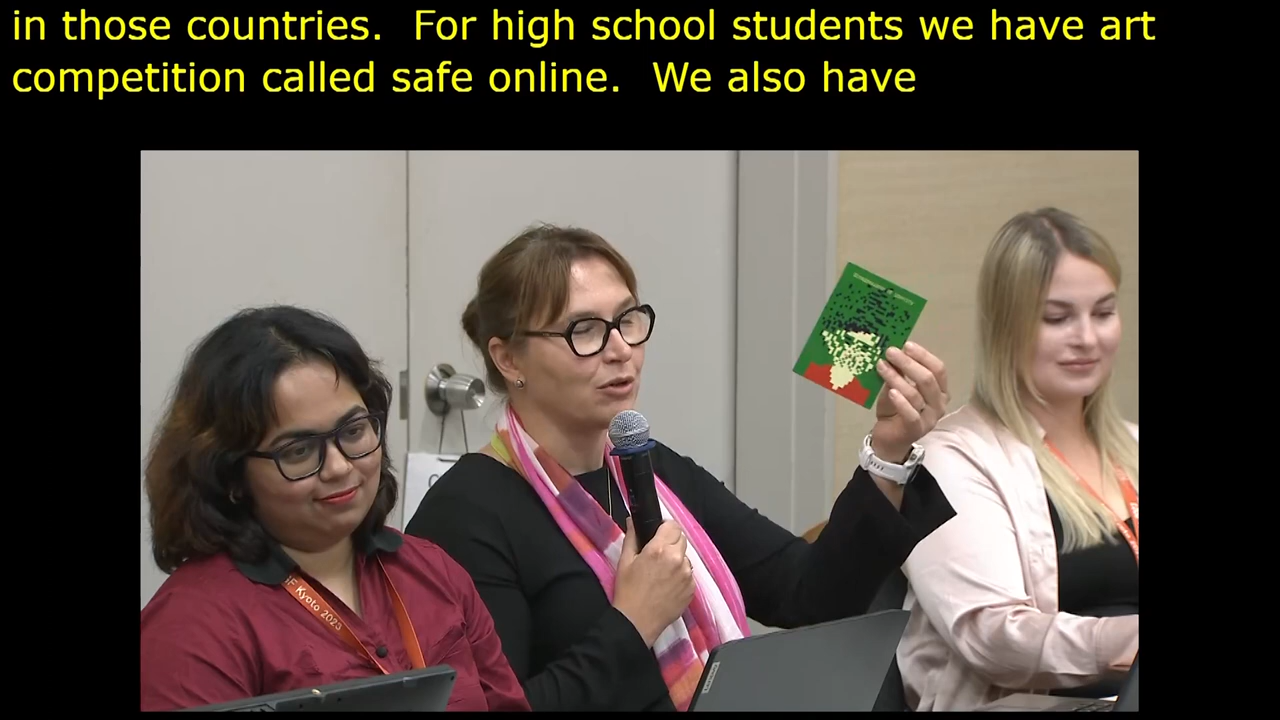 in those countries.  For high school students we have art
competition called safe online.  We also have
F Kyoto 2023
Lenovo